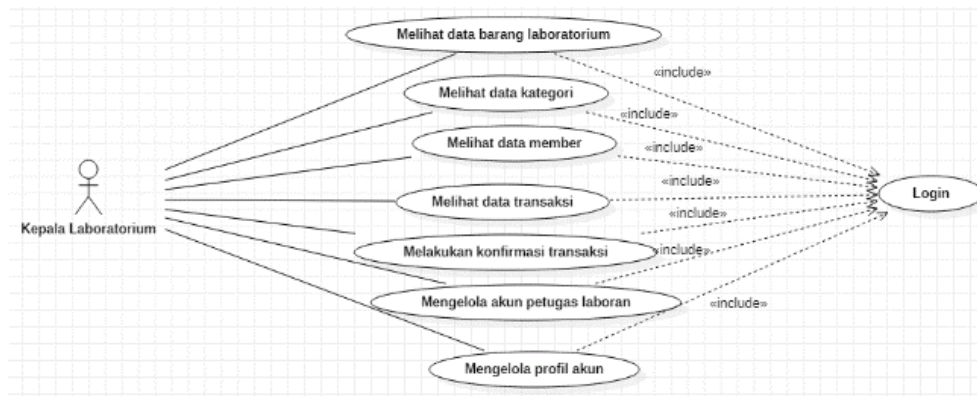 Melihat data barang laboratorium
«include»
Melihat data kategori
«include»
Melihat data member
«include»
«include»
Login
Melihat data transaksi
«include»
Kepala Laboratorium
Melakukan konfirmasi transaksi
«include»
Mengelola akun petugas laboran
«include»
Mengelola profil akun